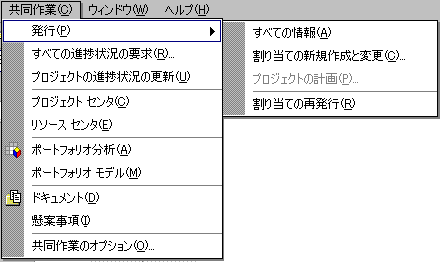 共同作業(C) ウィンドウ(W) ヘルプ(H)
発行(P)
すべての進捗状況の要求(R)...
プロジェクトの進捗状況の更新(U)
プロジェクト センタ(C)
リソース センタ(E)
ポートフォリオ分析(A)
ポートフォリオ モデル(M)
ドキュメント(D)
懸案事項(I)
共同作業のオプション(O)...
すべての情報(A)
割り当ての新規作成と変更(C)...
プロジェクトの計画(P)...
割り当ての再発行(R)